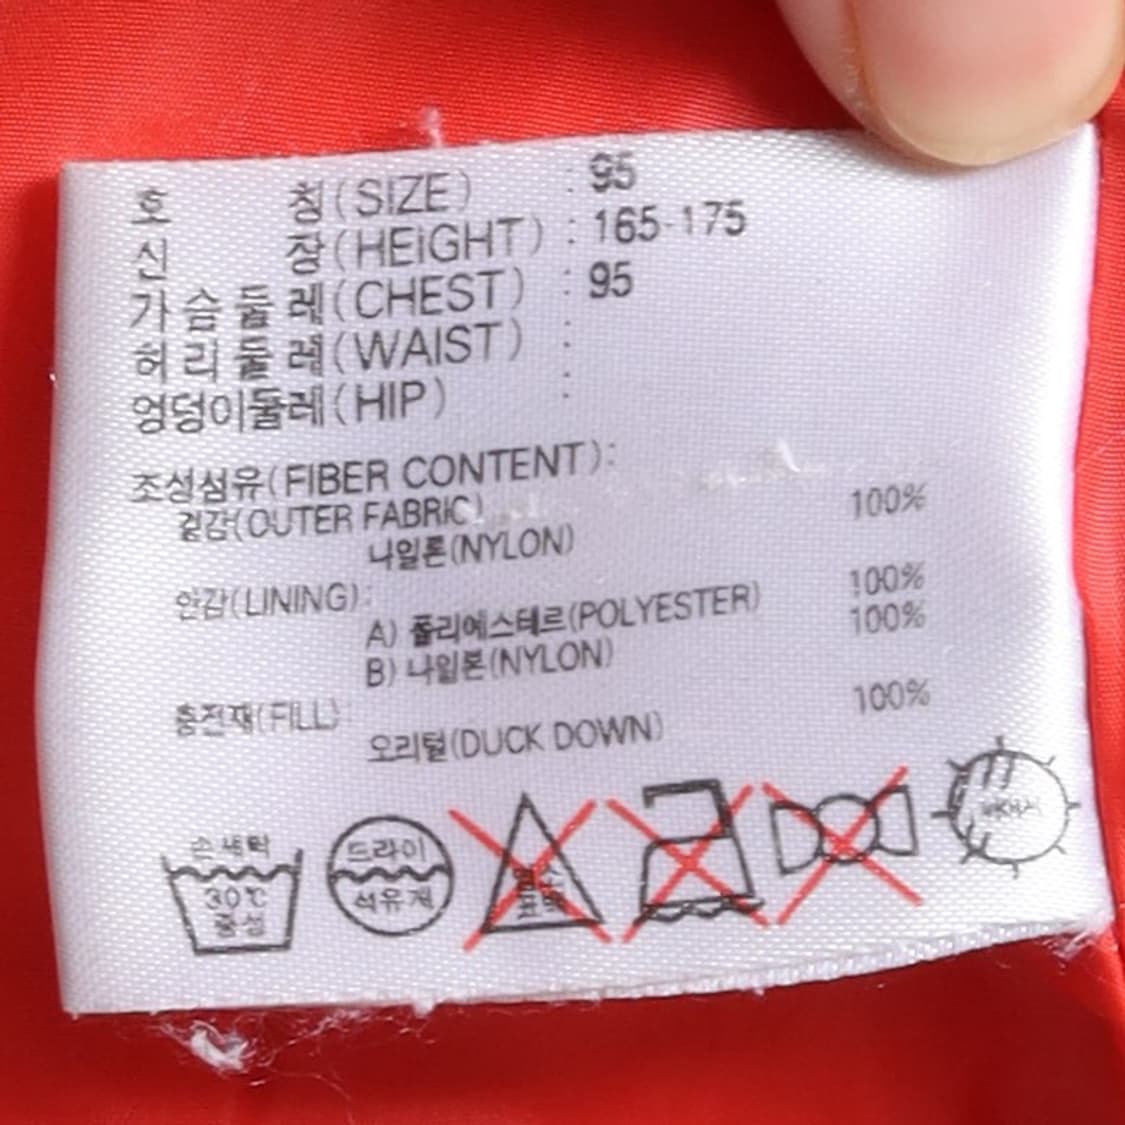 호 칭(SIZE) : 95
신 장(HEIGHT) : 165-175
가슴둘레(CHEST) : 95
허리둘레(WAIST) :
엉덩이둘레(HIP) :
조성섬유(FIBER CONTENT):
겉감(OUTER FABRIC)
나일론(NYLON) 100%
안감(LINING):
A) 폴리에스테르(POLYESTER) 100%
B) 나일론(NYLON) 100%
충전재(FILL)
오리털(DUCK DOWN) 100%
손세탁
30℃
중성
드라이
석유계
염소
표백